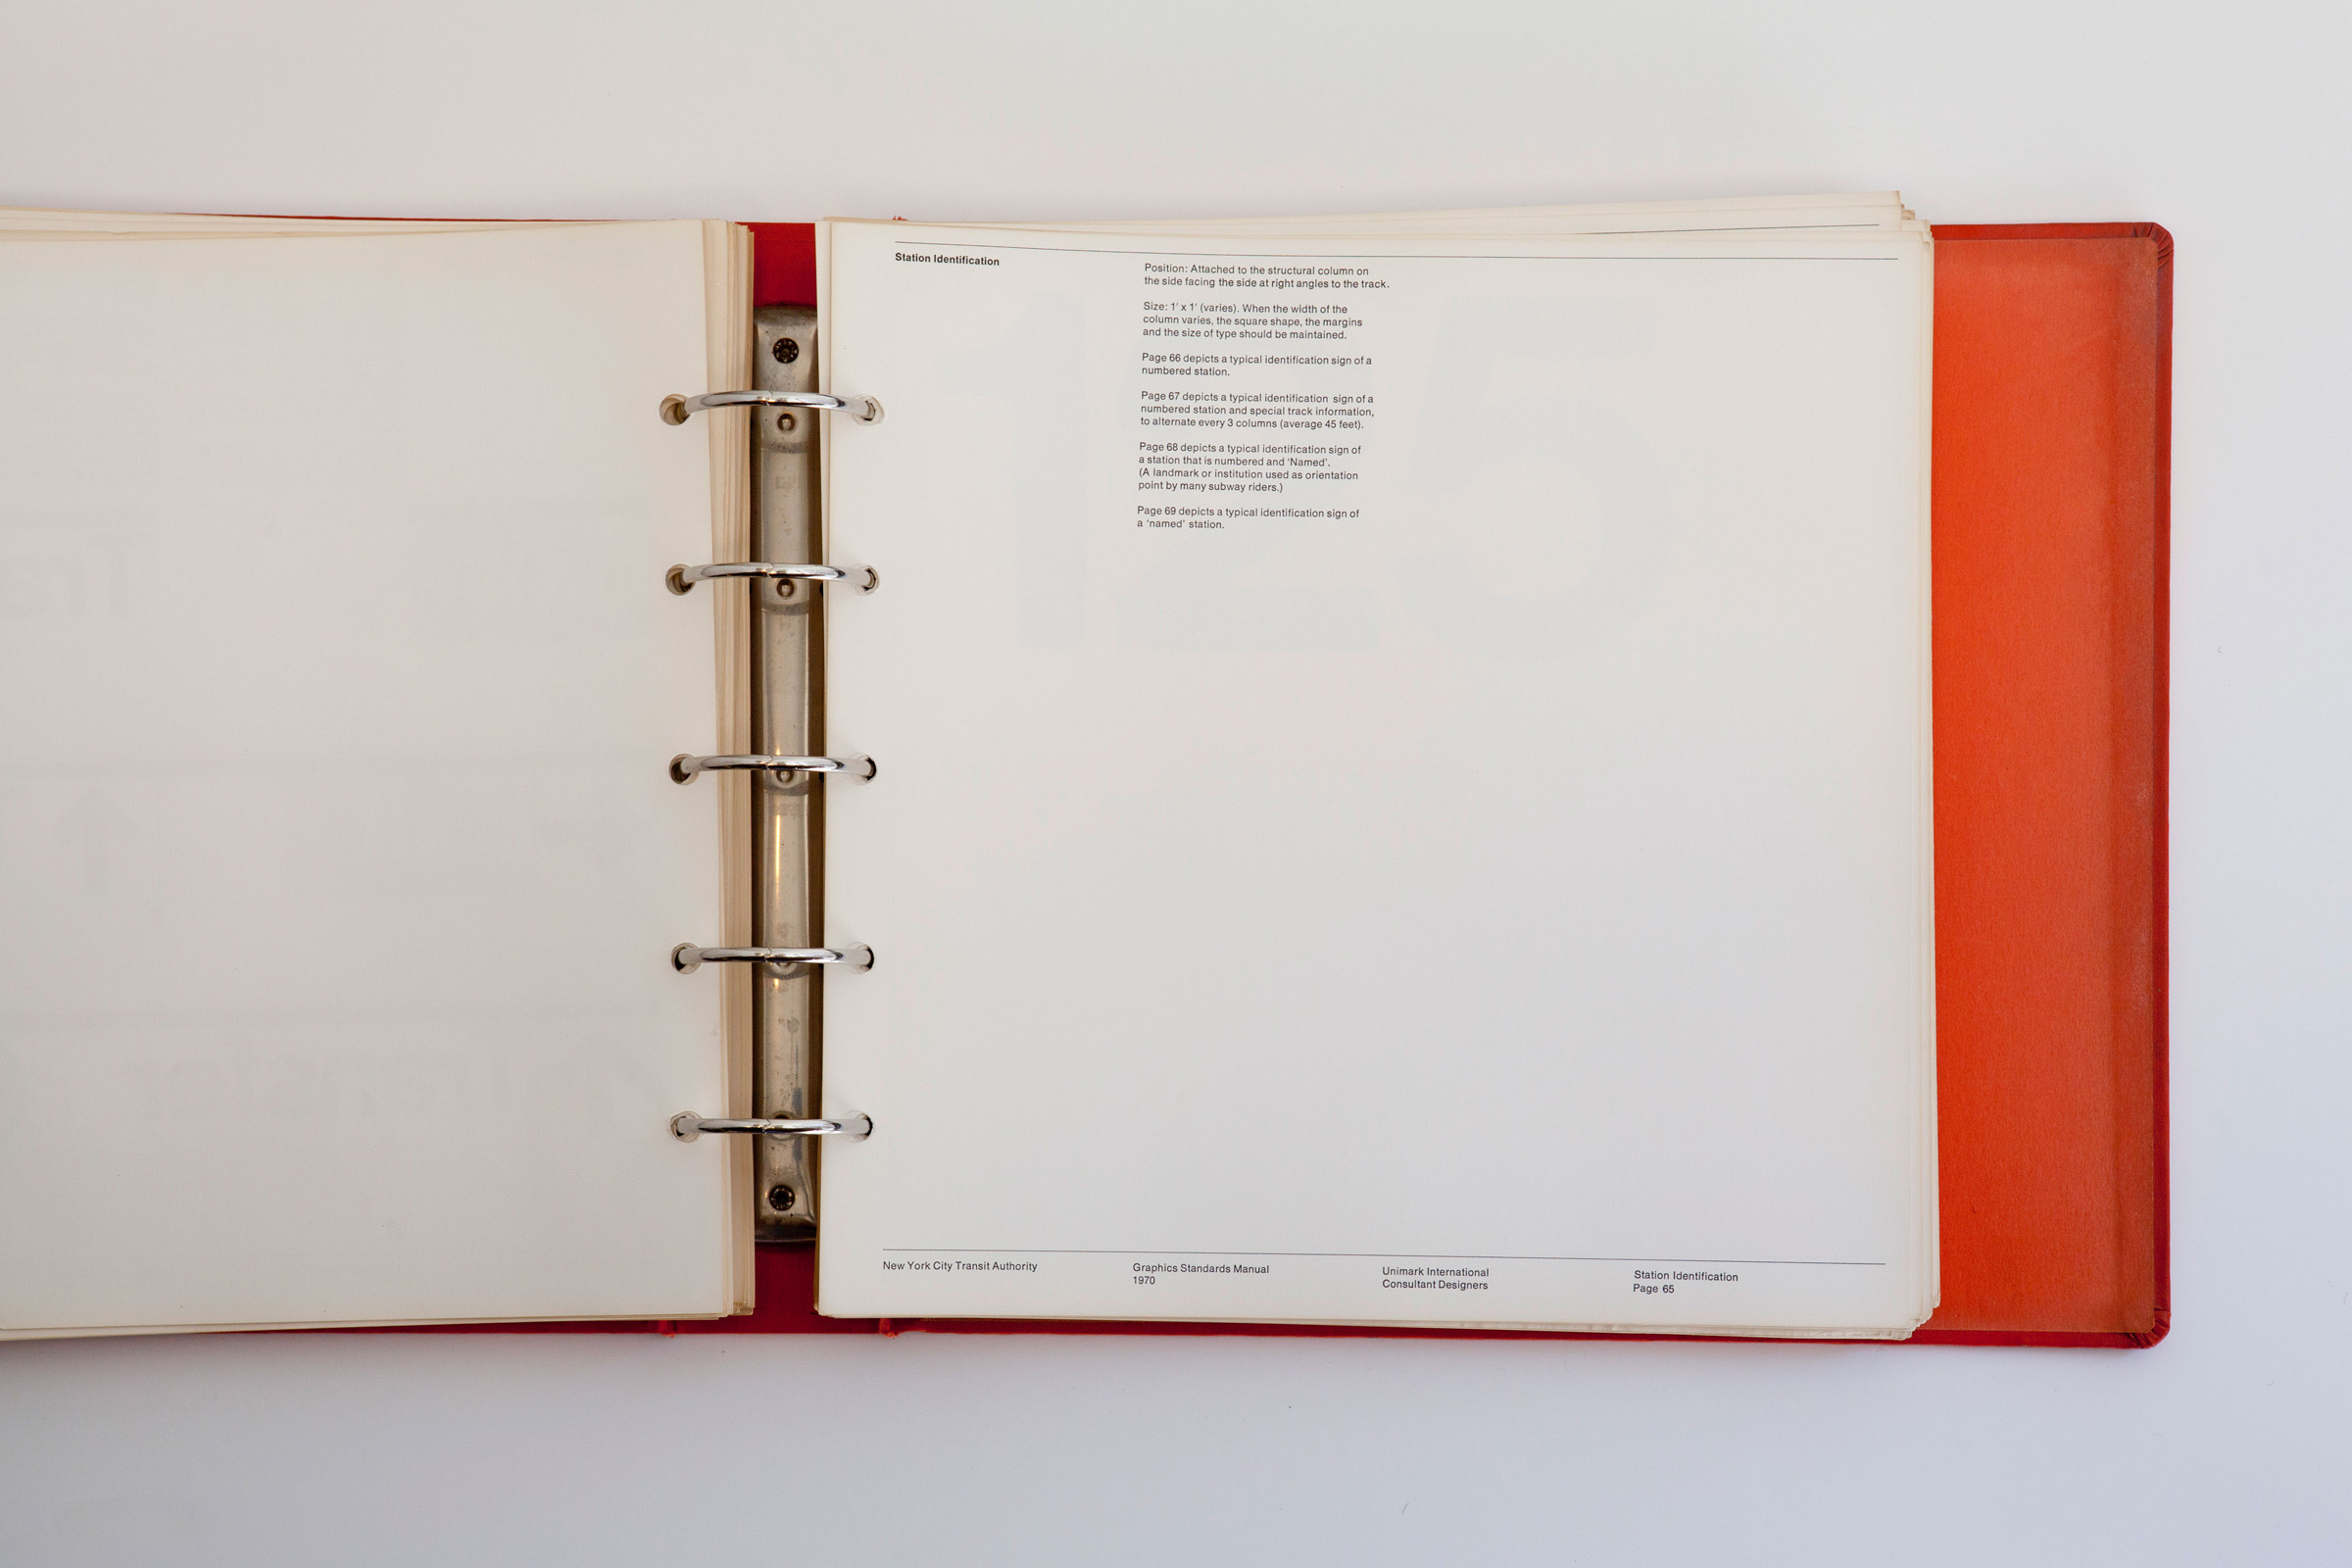 Station Identification
Position: Attached to the structural column on
the side facing the side at right angles to the track.
Size: 1′ x 1′ (varies). When the width of the
column varies, the square shape, the margins
and the size of type should be maintained.
Page 66 depicts a typical identification sign of a
numbered station.
Page 67 depicts a typical identification sign of a
numbered station and special track information,
to alternate every 3 columns (average 45 feet).
Page 68 depicts a typical identification sign of
a station that is numbered and ‘Named’.
(A landmark or institution used as orientation
point by many subway riders.)
Page 69 depicts a typical identification sign of
a ‘named’ station.
125
New York City Transit Authority
Graphics Standards Manual
1970
Unimark International
Consultant Designers
Station Identification
Page 65